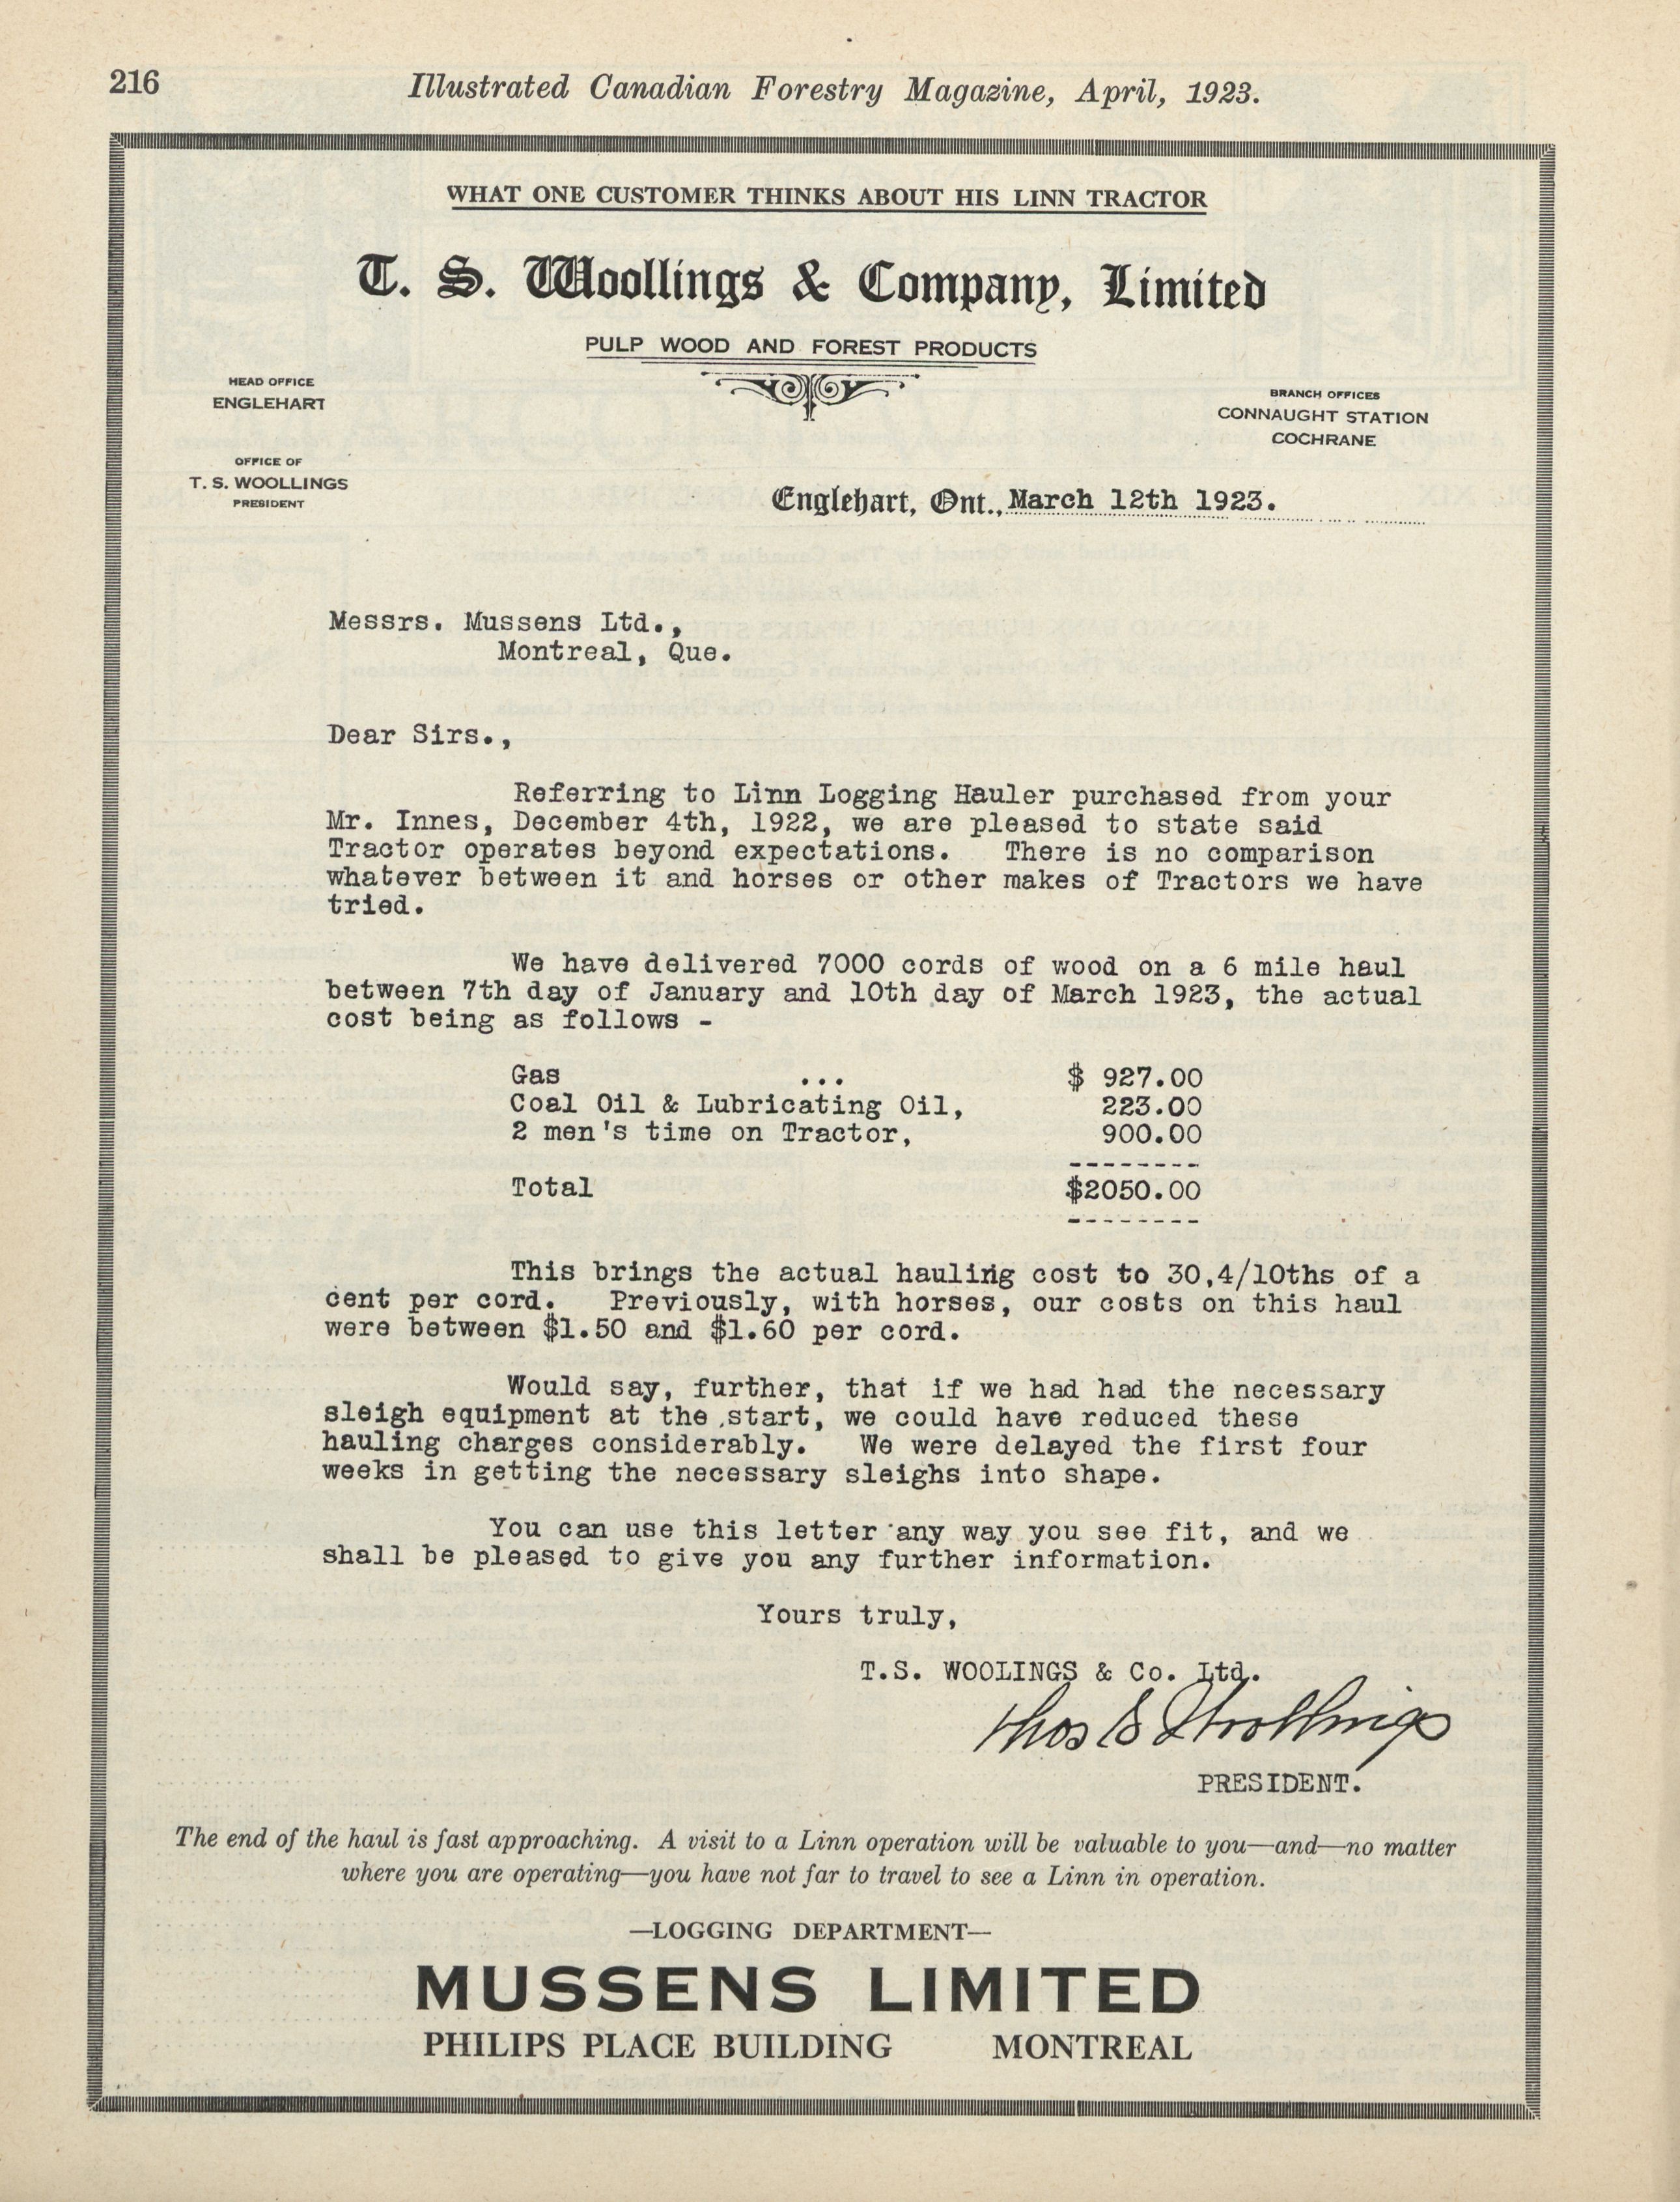 216
Illustrated Canadian Forestry Magazine, April, 1923.
WHAT ONE CUSTOMER THINKS ABOUT HIS LINN TRACTOR
T. S. Woollings & Company, Limited
PULP WOOD AND FOREST PRODUCTS
HEAD OFFICE
ENGLEHART
BRANCH OFFICES
CONNAUGHT STATION
COCHRANE
OFFICE OF
T. S. WOOLLINGS
PRESIDENT
Englehart, Ont., March 12th 1923.
Messrs. Mussens Ltd.,
Montreal, Que.
Dear Sirs.,
Referring to Linn Logging Hauler purchased from your
Mr. Innes, December 4th, 1922, we are pleased to state said
Tractor operates beyond expectations. There is no comparison
whatever between it and horses or other makes of Tractors we have
tried.
We have delivered 7000 cords of wood on a 6 mile haul
between 7th day of January and 10th day of March 1923, the actual
cost being as follows -
Gas ... $ 927.00
Coal Oil & Lubricating Oil, 223.00
2 men's time on Tractor, 900.00
--------
Total $2050.00
--------
This brings the actual hauling cost to 30,4/10ths of a
cent per cord. Previously, with horses, our costs on this haul
were between $1.50 and $1.60 per cord.
Would say, further, that if we had had the necessary
sleigh equipment at the start, we could have reduced these
hauling charges considerably. We were delayed the first four
weeks in getting the necessary sleighs into shape.
You can use this letter any way you see fit, and we
shall be pleased to give you any further information.
Yours truly,
T.S. WOOLINGS & Co. Ltd.
Thos S Woollings
PRESIDENT.
The end of the haul is fast approaching. A visit to a Linn operation will be valuable to you—and—no matter
where you are operating—you have not far to travel to see a Linn in operation.
—LOGGING DEPARTMENT—
MUSSENS LIMITED
PHILIPS PLACE BUILDING MONTREAL